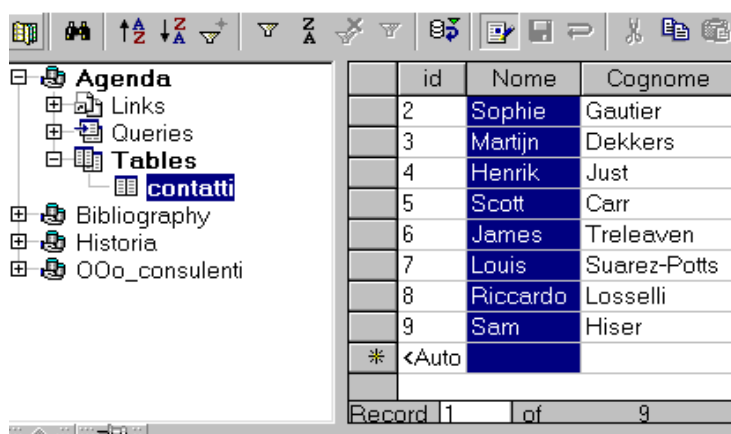 Agenda
Links
Queries
Tables
contatti
Bibliography
Historia
OOo_consulenti
id Nome Cognome
2 Sophie Gautier
3 Martijn Dekkers
4 Henrik Just
5 Scott Carr
6 James Treleaven
7 Louis Suarez-Potts
8 Riccardo Losselli
9 Sam Hiser
<Auto
Record 1 of 9